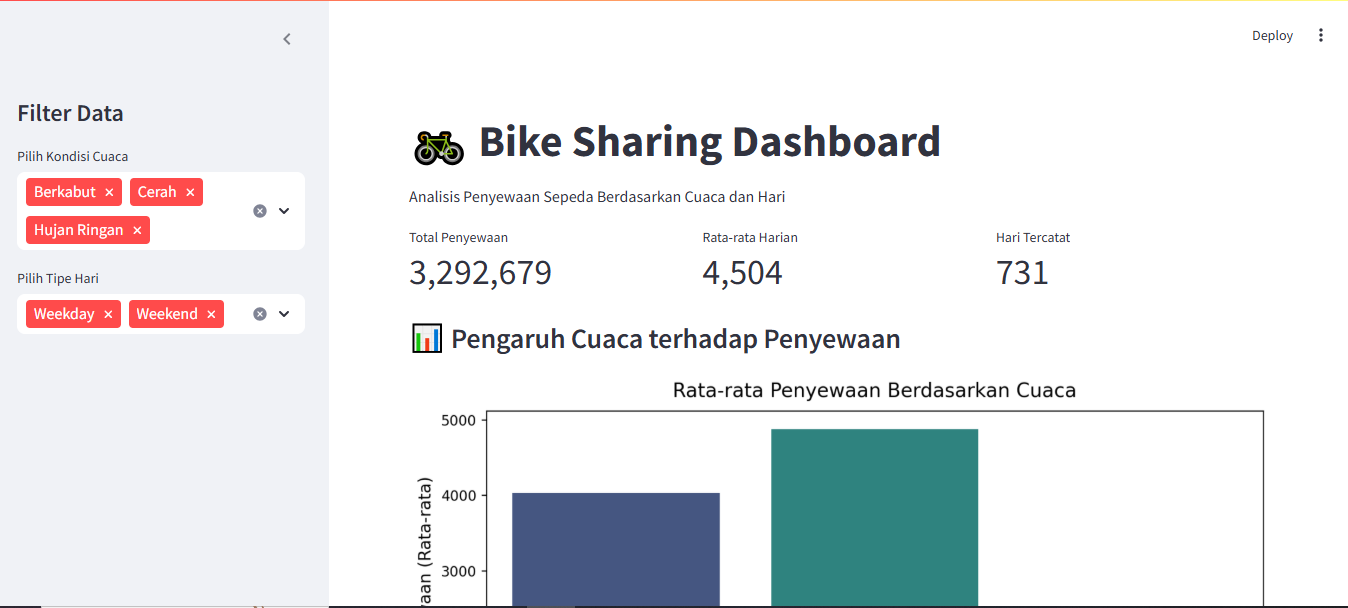 Deploy
Filter Data
Pilih Kondisi Cuaca
Berkabut × Cerah ×
Hujan Ringan ×
Pilih Tipe Hari
Weekday × Weekend ×
Bike Sharing Dashboard
Analisis Penyewaan Sepeda Berdasarkan Cuaca dan Hari
Total Penyewaan
3,292,679
Rata-rata Harian
4,504
Hari Tercatat
731
Pengaruh Cuaca terhadap Penyewaan
Rata-rata Penyewaan Berdasarkan Cuaca
5000
4000
3000
(Rata-rata)